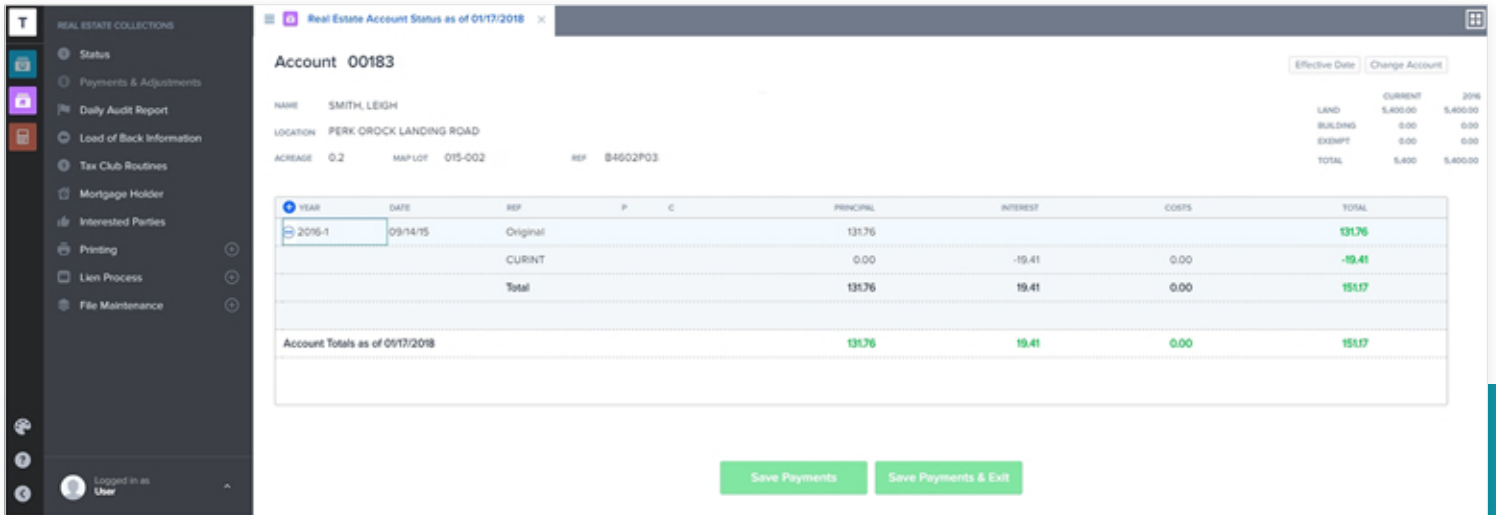 T
REAL ESTATE COLLECTIONS
Status
Payments & Adjustments
Daily Audit Report
Load of Back Information
Tax Club Routines
Mortgage Holder
Interested Parties
Printing
Lien Process
File Maintenance
Logged in as
User
Real Estate Account Status as of 01/17/2018
Account 00183
Effective Date Change Account
NAME SMITH, LEIGH
LOCATION PERK OROCK LANDING ROAD
ACREAGE 0.2 MAP LOT 015-002 REF B4602P03
CURRENT 2016
LAND 5,400.00 5,400.00
BUILDING 0.00 0.00
EXEMPT 0.00 0.00
TOTAL 5,400 5,400.00
YEAR DATE REF P C PRINCIPAL INTEREST COSTS TOTAL
2016-1 09/14/15 Original 131.76 131.76
CURINT 0.00 -19.41 0.00 -19.41
Total 131.76 19.41 0.00 151.17
Account Totals as of 01/17/2018 131.76 19.41 0.00 151.17
Save Payments Save Payments & Exit